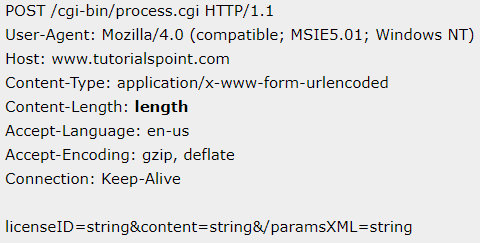 POST /cgi-bin/process.cgi HTTP/1.1
User-Agent: Mozilla/4.0 (compatible; MSIE5.01; Windows NT)
Host: www.tutorialspoint.com
Content-Type: application/x-www-form-urlencoded
Content-Length: length
Accept-Language: en-us
Accept-Encoding: gzip, deflate
Connection: Keep-Alive

licenseID=string&content=string&/paramsXML=string